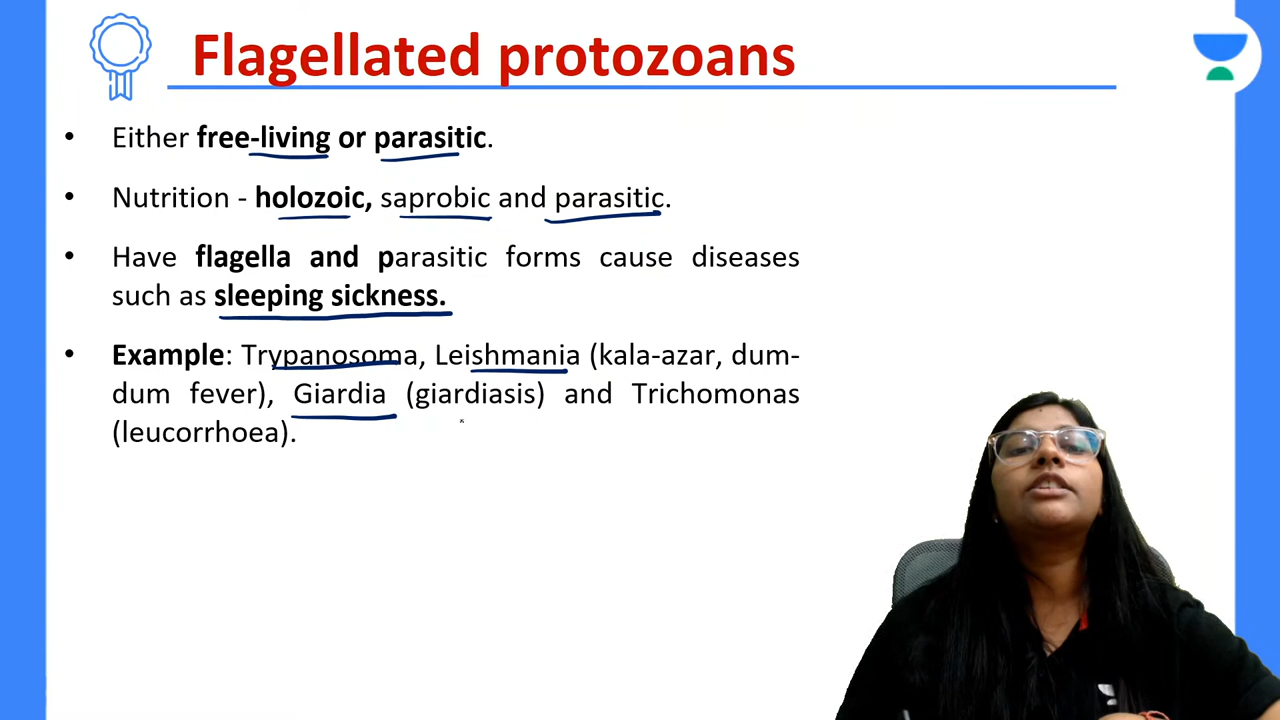 Flagellated protozoans
• Either free-living or parasitic.
• Nutrition - holozoic, saprobic and parasitic.
• Have flagella and parasitic forms cause diseases
such as sleeping sickness.
• Example: Trypanosoma, Leishmania (kala-azar, dum-
dum fever), Giardia (giardiasis) and Trichomonas
(leucorrhoea).